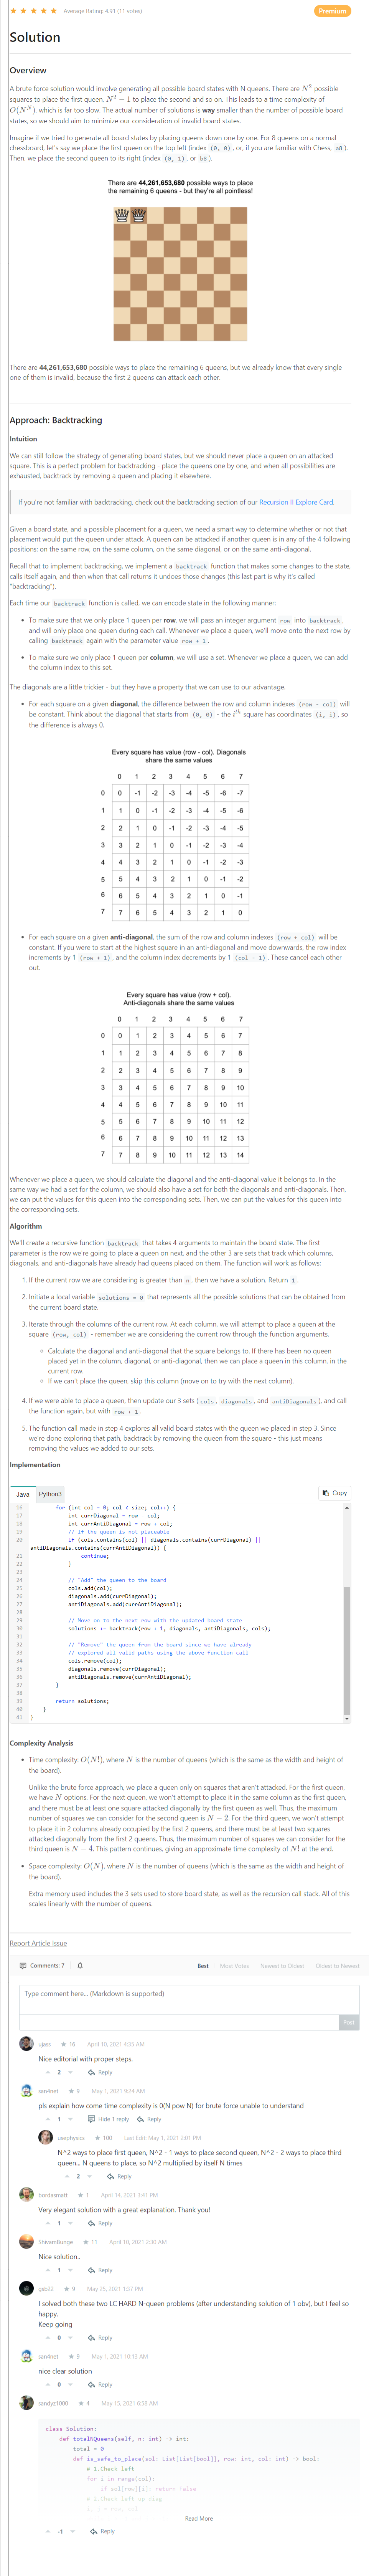 Average Rating: 4.91 (11 votes)
Premium
Solution
Overview
A brute force solution would involve generating all possible board states with N queens. There are N² possible
squares to place the first queen, N² − 1 to place the second and so on. This leads to a time complexity of
O(N^N), which is far too slow. The actual number of solutions is way smaller than the number of possible board
states, so we should aim to minimize our consideration of invalid board states.
Imagine if we tried to generate all board states by placing queens down one by one. For 8 queens on a normal
chessboard, let's say we place the first queen on the top left (index (0, 0), or, if you are familiar with Chess, a8).
Then, we place the second queen to its right (index (0, 1), or b8).
There are 44,261,653,680 possible ways to place
the remaining 6 queens - but they're all pointless!
There are 44,261,653,680 possible ways to place the remaining 6 queens, but we already know that every single
one of them is invalid, because the first 2 queens can attack each other.
Approach: Backtracking
Intuition
We can still follow the strategy of generating board states, but we should never place a queen on an attacked
square. This is a perfect problem for backtracking - place the queens one by one, and when all possibilities are
exhausted, backtrack by removing a queen and placing it elsewhere.
If you're not familiar with backtracking, check out the backtracking section of our Recursion II Explore Card.
Given a board state, and a possible placement for a queen, we need a smart way to determine whether or not that
placement would put the queen under attack. A queen can be attacked if another queen is in any of the 4 following
positions: on the same row, on the same column, on the same diagonal, or on the same anti-diagonal.
Recall that to implement backtracking, we implement a backtrack function that makes some changes to the state,
calls itself again, and then when that call returns it undoes those changes (this last part is why it's called
"backtracking").
Each time our backtrack function is called, we can encode state in the following manner:
• To make sure that we only place 1 queen per row, we will pass an integer argument row into backtrack,
and will only place one queen during each call. Whenever we place a queen, we'll move onto the next row by
calling backtrack again with the parameter value row + 1.
• To make sure we only place 1 queen per column, we will use a set. Whenever we place a queen, we can add
the column index to this set.
The diagonals are a little trickier - but they have a property that we can use to our advantage.
• For each square on a given diagonal, the difference between the row and column indexes (row - col) will
be constant. Think about the diagonal that starts from (0, 0) - the i^th square has coordinates (i, i), so
the difference is always 0.
Every square has value (row - col). Diagonals
share the same values
0 1 2 3 4 5 6 7
0 0 -1 -2 -3 -4 -5 -6 -7
1 1 0 -1 -2 -3 -4 -5 -6
2 2 1 0 -1 -2 -3 -4 -5
3 3 2 1 0 -1 -2 -3 -4
4 4 3 2 1 0 -1 -2 -3
5 5 4 3 2 1 0 -1 -2
6 6 5 4 3 2 1 0 -1
7 7 6 5 4 3 2 1 0
• For each square on a given anti-diagonal, the sum of the row and column indexes (row + col) will be
constant. If you were to start at the highest square in an anti-diagonal and move downwards, the row index
increments by 1 (row + 1), and the column index decrements by 1 (col - 1). These cancel each other
out.
Every square has value (row + col).
Anti-diagonals share the same values
0 1 2 3 4 5 6 7
0 0 1 2 3 4 5 6 7
1 1 2 3 4 5 6 7 8
2 2 3 4 5 6 7 8 9
3 3 4 5 6 7 8 9 10
4 4 5 6 7 8 9 10 11
5 5 6 7 8 9 10 11 12
6 6 7 8 9 10 11 12 13
7 7 8 9 10 11 12 13 14
Whenever we place a queen, we should calculate the diagonal and the anti-diagonal value it belongs to. In the
same way we had a set for the column, we should also have a set for both the diagonals and anti-diagonals. Then,
we can put the values for this queen into the corresponding sets. Then, we can put the values for this queen into
the corresponding sets.
Algorithm
We'll create a recursive function backtrack that takes 4 arguments to maintain the board state. The first
parameter is the row we're going to place a queen on next, and the other 3 are sets that track which columns,
diagonals, and anti-diagonals have already had queens placed on them. The function will work as follows:
1. If the current row we are considering is greater than n, then we have a solution. Return 1.
2. Initiate a local variable solutions = 0 that represents all the possible solutions that can be obtained from
the current board state.
3. Iterate through the columns of the current row. At each column, we will attempt to place a queen at the
square (row, col) - remember we are considering the current row through the function arguments.
◦ Calculate the diagonal and anti-diagonal that the square belongs to. If there has been no queen
placed yet in the column, diagonal, or anti-diagonal, then we can place a queen in this column, in the
current row.
◦ If we can't place the queen, skip this column (move on to try with the next column).
4. If we were able to place a queen, then update our 3 sets (cols, diagonals, and antiDiagonals), and call
the function again, but with row + 1.
5. The function call made in step 4 explores all valid board states with the queen we placed in step 3. Since
we're done exploring that path, backtrack by removing the queen from the square - this just means
removing the values we added to our sets.
Implementation
Java Python3 Copy
16 for (int col = 0; col < size; col++) {
17 int currDiagonal = row - col;
18 int currAntiDiagonal = row + col;
19 // If the queen is not placeable
20 if (cols.contains(col) || diagonals.contains(currDiagonal) ||
antiDiagonals.contains(currAntiDiagonal)) {
21 continue;
22 }
23
24 // "Add" the queen to the board
25 cols.add(col);
26 diagonals.add(currDiagonal);
27 antiDiagonals.add(currAntiDiagonal);
28
29 // Move on to the next row with the updated board state
30 solutions += backtrack(row + 1, diagonals, antiDiagonals, cols);
31
32 // "Remove" the queen from the board since we have already
33 // explored all valid paths using the above function call
34 cols.remove(col);
35 diagonals.remove(currDiagonal);
36 antiDiagonals.remove(currAntiDiagonal);
37 }
38
39 return solutions;
40 }
41 }
Complexity Analysis
• Time complexity: O(N!), where N is the number of queens (which is the same as the width and height of
the board).
Unlike the brute force approach, we place a queen only on squares that aren't attacked. For the first queen,
we have N options. For the next queen, we won't attempt to place it in the same column as the first queen,
and there must be at least one square attacked diagonally by the first queen as well. Thus, the maximum
number of squares we can consider for the second queen is N − 2. For the third queen, we won't attempt
to place it in 2 columns already occupied by the first 2 queens, and there must be at least two squares
attacked diagonally from the first 2 queens. Thus, the maximum number of squares we can consider for the
third queen is N − 4. This pattern continues, giving an approximate time complexity of N! at the end.
• Space complexity: O(N), where N is the number of queens (which is the same as the width and height of
the board).
Extra memory used includes the 3 sets used to store board state, as well as the recursion call stack. All of this
scales linearly with the number of queens.
Report Article Issue
Comments: 7
Best Most Votes Newest to Oldest Oldest to Newest
Type comment here... (Markdown is supported)
Post
16 April 10, 2021 4:35 AM
Nice editorial with proper steps.
2 Reply
9 May 1, 2021 9:24 AM
pls explain how come time complexity is 0(N pow N) for brute force unable to understand
1 Hide 1 reply Reply
100 Last Edit: May 1, 2021 2:01 PM
N^2 ways to place first queen, N^2 - 1 ways to place second queen, N^2 - 2 ways to place third
queen... N queens to place, so N^2 multiplied by itself N times
2 Reply
bordaomatt 1 April 14, 2021 3:41 PM
Very elegant solution with a great explanation. Thank you!
1 Reply
ShivamBunge 11 April 10, 2021 2:30 AM
Nice solution..
1 Reply
9 May 25, 2021 1:37 PM
I solved both these two LC HARD N-queen problems (after understanding solution of 1 obv), but I feel so
happy.
Keep going
0 Reply
9 May 1, 2021 10:13 AM
nice clear solution
0 Reply
sandyz1000 4 May 15, 2021 6:58 AM
class Solution:
def totalNQueens(self, n: int) -> int:
total = 0
def is_safe_to_place(sol: List[List[bool]], row: int, col: int) -> bool:
# 1.Check left
for i in range(col):
if sol[row][i]: return False
# 2.Check left up diag
Read More
-1 Reply